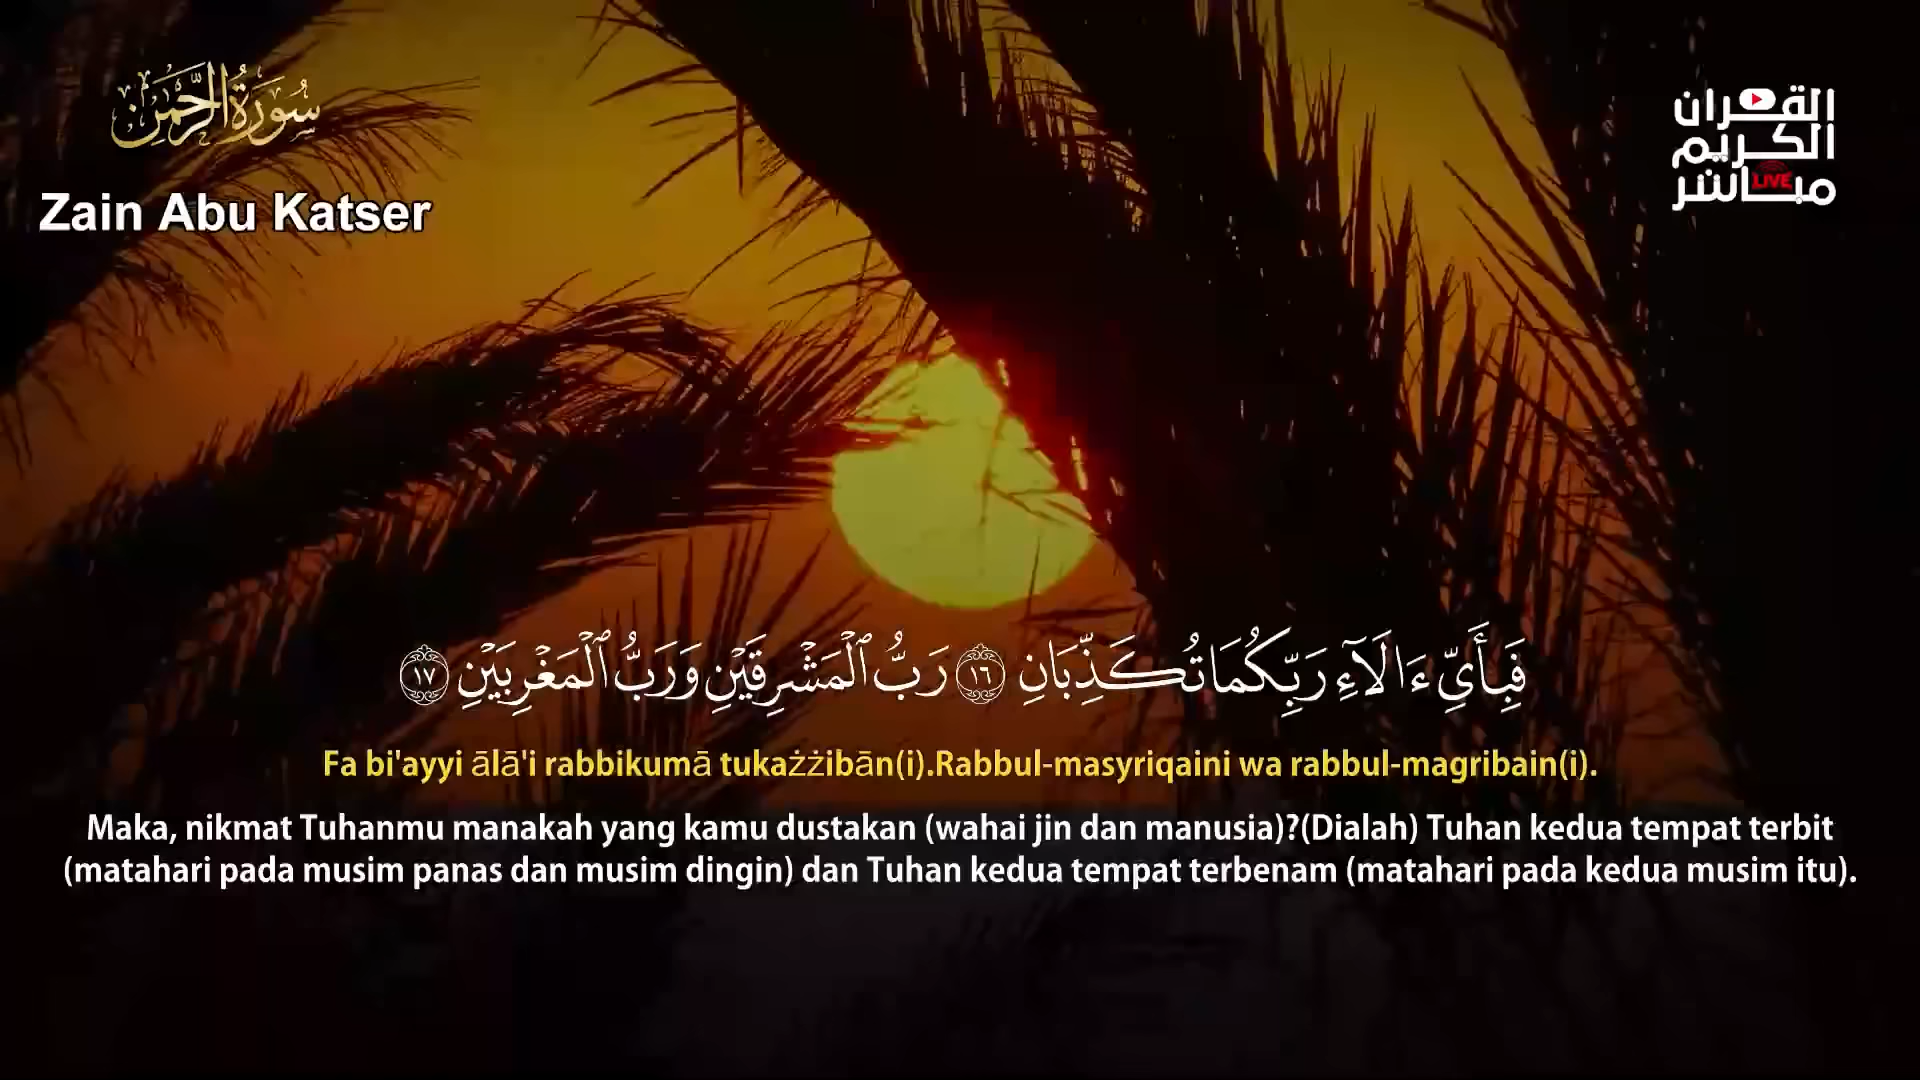 سُورَةُ الرَّحْمَٰن
Zain Abu Katser
القران
الكريم
مباشر
LIVE
فَبِأَيِّ ءَالَآءِ رَبِّكُمَا تُكَذِّبَانِ ١٦ رَبُّ ٱلْمَشْرِقَيْنِ وَرَبُّ ٱلْمَغْرِبَيْنِ ١٧
Fa bi'ayyi ālā'i rabbikumā tukażżibān(i).Rabbul-masyriqaini wa rabbul-magribain(i).
Maka, nikmat Tuhanmu manakah yang kamu dustakan (wahai jin dan manusia)?(Dialah) Tuhan kedua tempat terbit
(matahari pada musim panas dan musim dingin) dan Tuhan kedua tempat terbenam (matahari pada kedua musim itu).